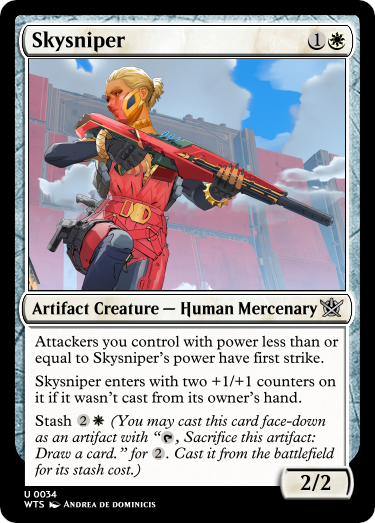 Skysniper 1
Artifact Creature — Human Mercenary
Attackers you control with power less than or
equal to Skysniper's power have first strike.
Skysniper enters with two +1/+1 counters on
it if it wasn't cast from its owner's hand.
Stash 2 (You may cast this card face-down
as an artifact with “, Sacrifice this artifact:
Draw a card.” for 2. Cast it from the battlefield
for its stash cost.)
2/2
U 0034
WTS Andrea De Dominicis